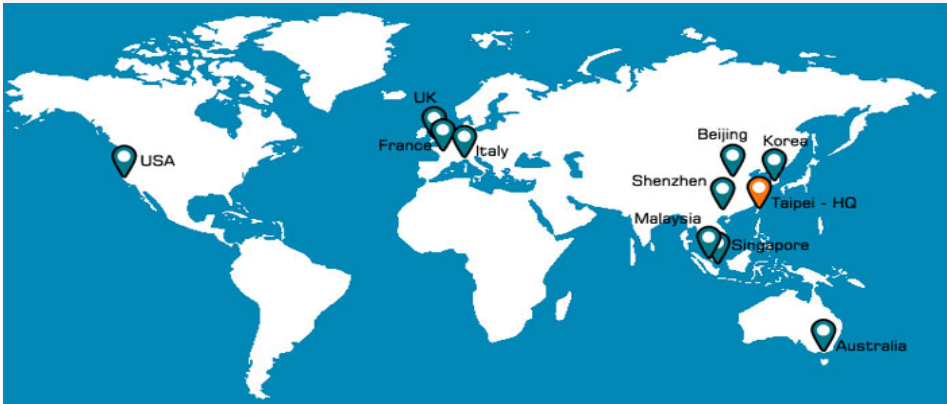 UK
France
Italy
USA
Beijing
Korea
Shenzhen
Taipei - HQ
Malaysia
Singapore
Australia